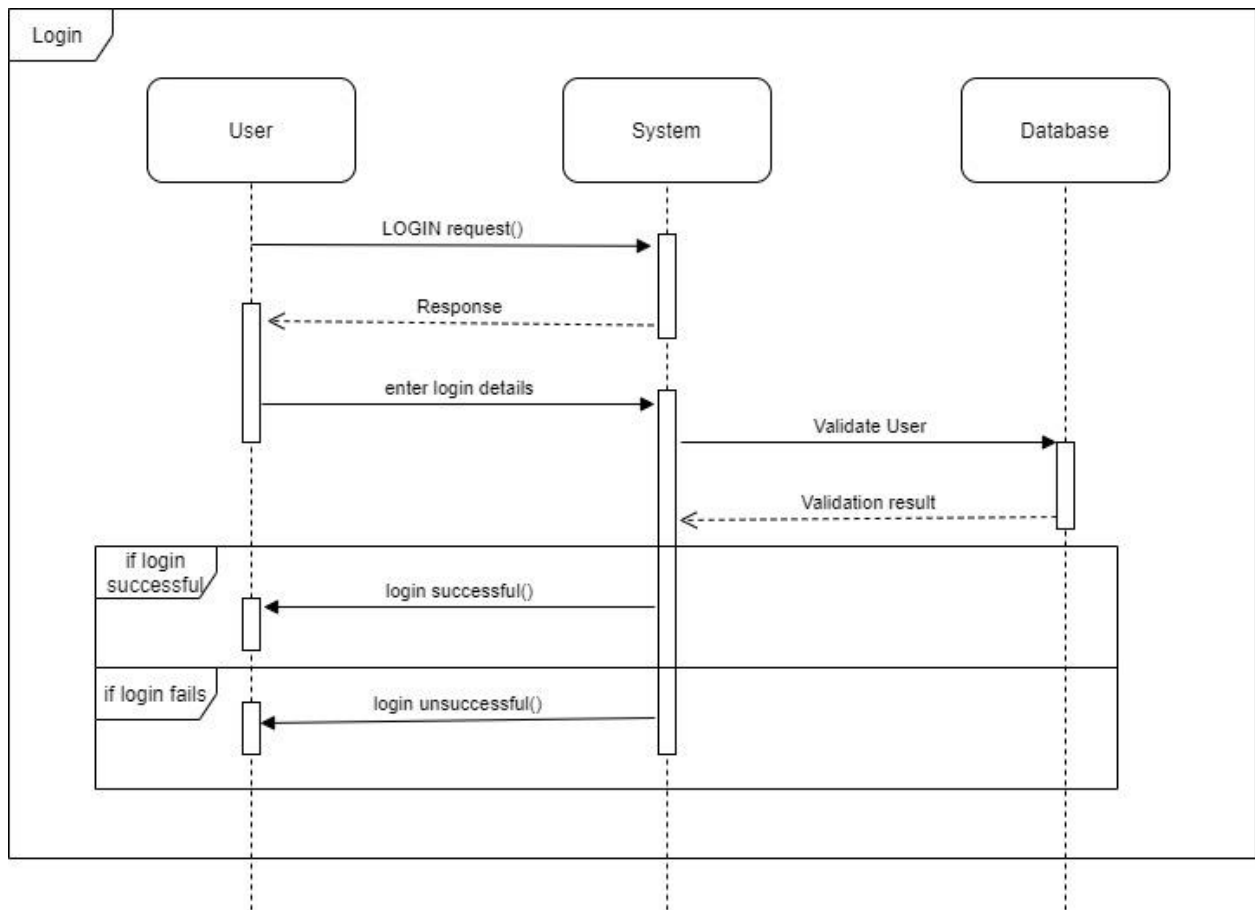 Login
User
System
Database
LOGIN request()
Response
enter login details
Validate User
Validation result
if login
successful
login successful()
if login fails
login unsuccessful()